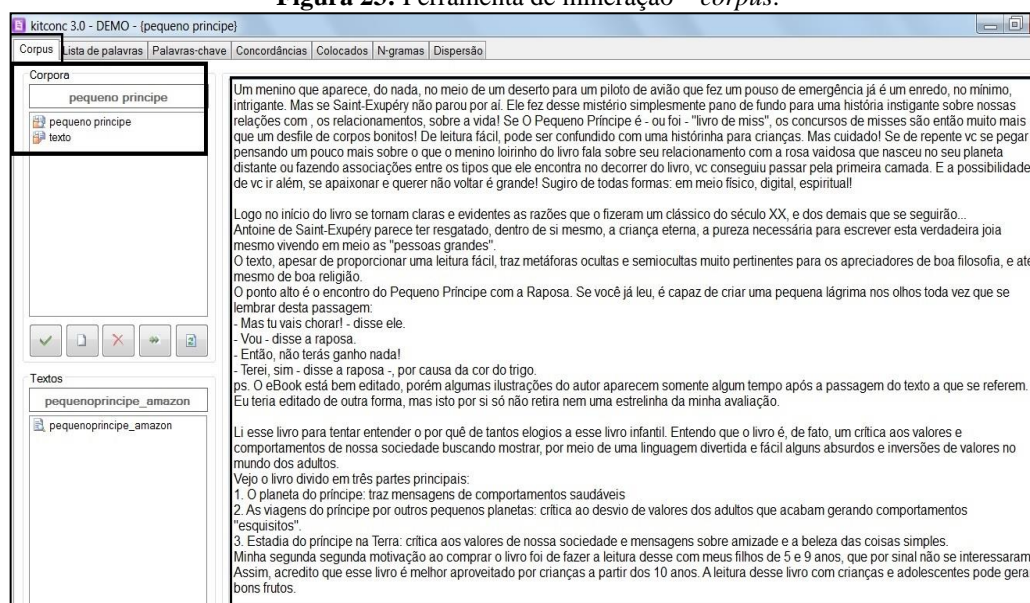 Figura 25: Ferramenta de mineração – corpus.
kitconc 3.0 - DEMO - {pequeno principe}
Corpus Lista de palavras Palavras-chave Concordâncias Colocados N-gramas Dispersão
Corpora
pequeno principe
pequeno principe
texto
Textos
pequenoprincipe_amazon
pequenoprincipe_amazon
Um menino que aparece, do nada, no meio de um deserto para um piloto de avião que fez um pouso de emergência já é um enredo, no mínimo,
intrigante. Mas se Saint-Exupéry não parou por aí. Ele fez desse mistério simplesmente pano de fundo para uma história instigante sobre nossas
relações com , os relacionamentos, sobre a vida! Se O Pequeno Príncipe é - ou foi - "livro de miss", os concursos de misses são então muito mais
que um desfile de corpos bonitos! De leitura fácil, pode ser confundido com uma histórinha para crianças. Mas cuidado! Se de repente vc se pegar
pensando um pouco mais sobre o que o menino loirinho do livro fala sobre seu relacionamento com a rosa vaidosa que nasceu no seu planeta
distante ou fazendo associações entre os tipos que ele encontra no decorrer do livro, vc conseguiu passar pela primeira camada. E a possibilidade
de vc ir além, se apaixonar e querer não voltar é grande! Sugiro de todas formas: em meio físico, digital, espiritual!
Logo no início do livro se tornam claras e evidentes as razões que o fizeram um clássico do século XX, e dos demais que se seguirão...
Antoine de Saint-Exupéry parece ter resgatado, dentro de si mesmo, a criança eterna, a pureza necessária para escrever esta verdadeira joia
mesmo vivendo em meio as "pessoas grandes".
O texto, apesar de proporcionar uma leitura fácil, traz metáforas ocultas e semiocultas muito pertinentes para os apreciadores de boa filosofia, e até
mesmo de boa religião.
O ponto alto é o encontro do Pequeno Príncipe com a Raposa. Se você já leu, é capaz de criar uma pequena lágrima nos olhos toda vez que se
lembrar desta passagem:
- Mas tu vais chorar! - disse ele.
- Vou - disse a raposa.
- Então, não terás ganho nada!
- Terei, sim - disse a raposa -, por causa da cor do trigo.
ps. O eBook está bem editado, porém algumas ilustrações do autor aparecem somente algum tempo após a passagem do texto a que se referem.
Eu teria editado de outra forma, mas isto por si só não retira nem uma estrelinha da minha avaliação.
Li esse livro para tentar entender o por quê de tantos elogios a esse livro infantil. Entendo que o livro é, de fato, um crítica aos valores e
comportamentos de nossa sociedade buscando mostrar, por meio de uma linguagem divertida e fácil alguns absurdos e inversões de valores no
mundo dos adultos.
Vejo o livro divido em três partes principais:
1. O planeta do príncipe: traz mensagens de comportamentos saudáveis
2. As viagens do príncipe por outros pequenos planetas: crítica ao desvio de valores dos adultos que acabam gerando comportamentos
"esquisitos".
3. Estadia do príncipe na Terra: crítica aos valores de nossa sociedade e mensagens sobre amizade e a beleza das coisas simples.
Minha segunda segunda motivação ao comprar o livro foi de fazer a leitura desse com meus filhos de 5 e 9 anos, que por sinal não se interessaram
Assim, acredito que esse livro é melhor aproveitado por crianças a partir dos 10 anos. A leitura desse livro com crianças e adolescentes pode gera
bons frutos.